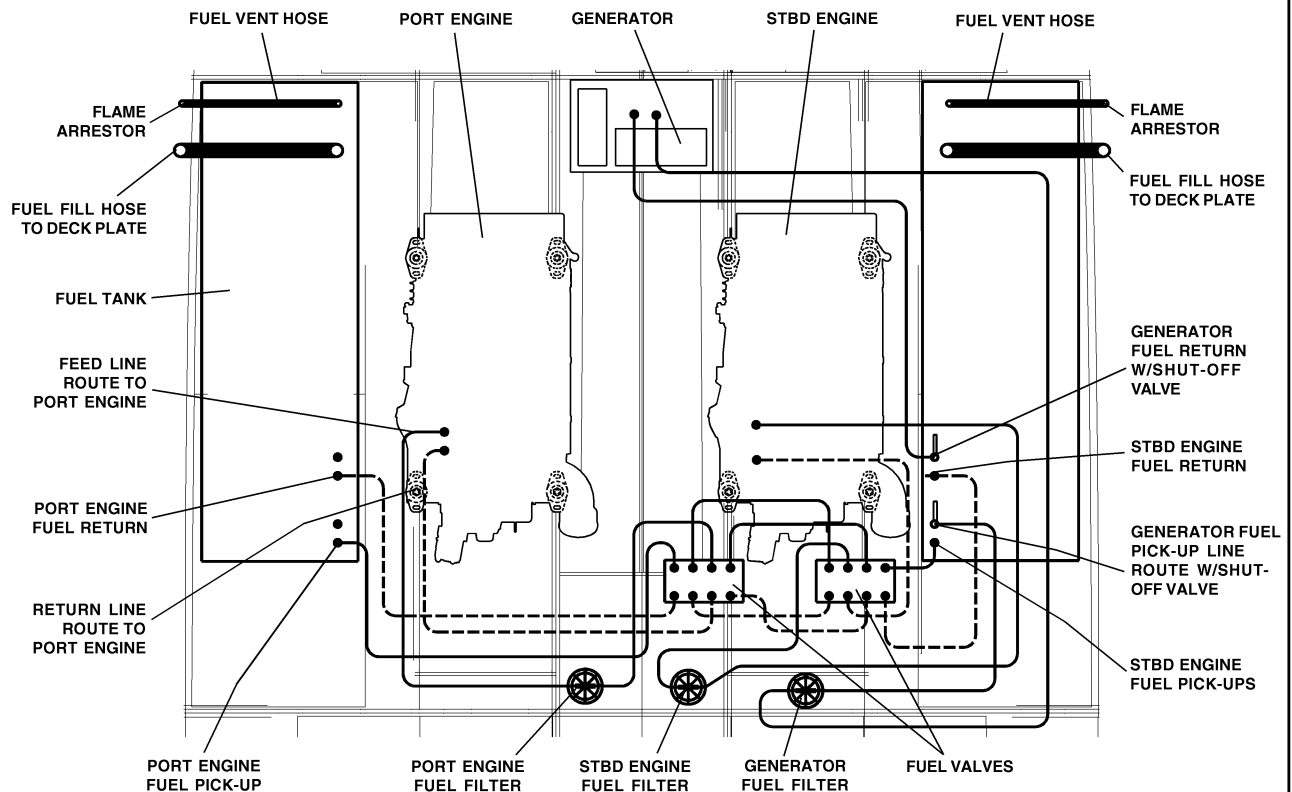 FUEL VENT HOSE
PORT ENGINE
GENERATOR
STBD ENGINE
FUEL VENT HOSE
FLAME
ARRESTOR
FLAME
ARRESTOR
FUEL FILL HOSE
TO DECK PLATE
FUEL FILL HOSE
TO DECK PLATE
FUEL TANK
FEED LINE
ROUTE TO
PORT ENGINE
GENERATOR
FUEL RETURN
W/SHUT-OFF
VALVE
STBD ENGINE
FUEL RETURN
PORT ENGINE
FUEL RETURN
GENERATOR FUEL
PICK-UP LINE
ROUTE W/SHUT-
OFF VALVE
RETURN LINE
ROUTE TO
PORT ENGINE
STBD ENGINE
FUEL PICK-UPS
PORT ENGINE
FUEL PICK-UP
PORT ENGINE
FUEL FILTER
STBD ENGINE
FUEL FILTER
GENERATOR
FUEL FILTER
FUEL VALVES